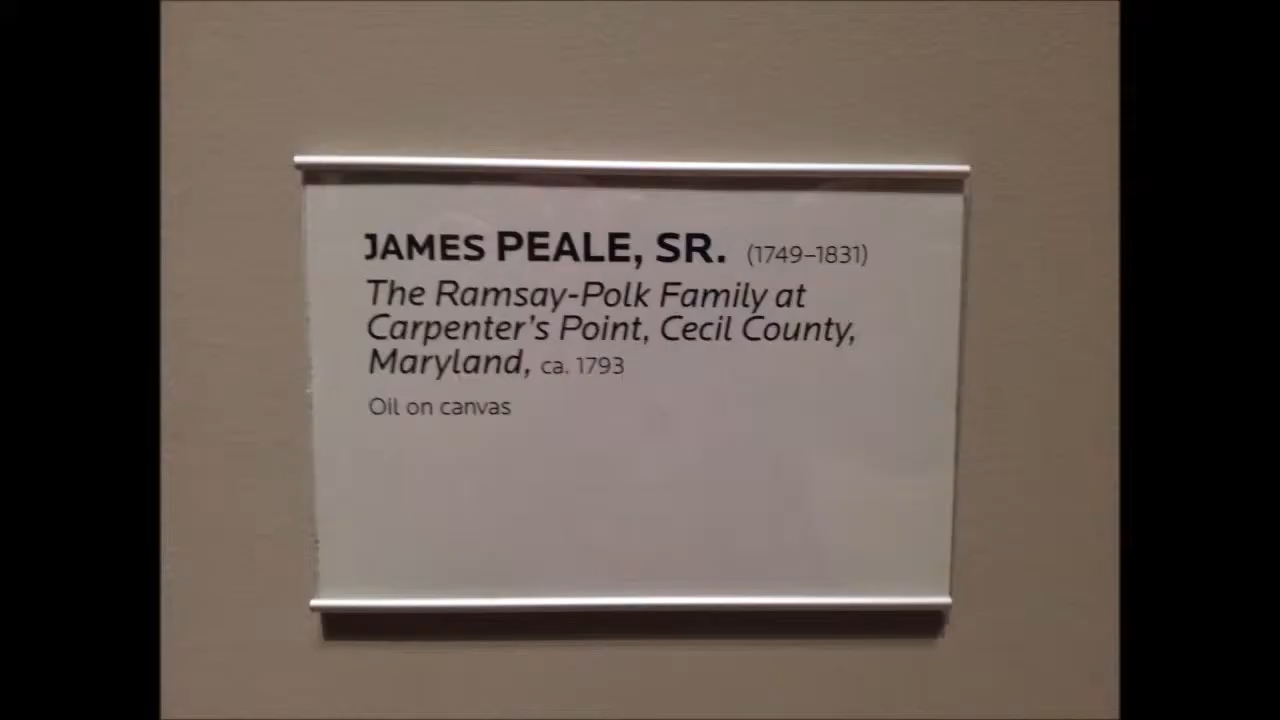 JAMES PEALE, SR. (1749–1831)
The Ramsay-Polk Family at
Carpenter's Point, Cecil County,
Maryland, ca. 1793
Oil on canvas